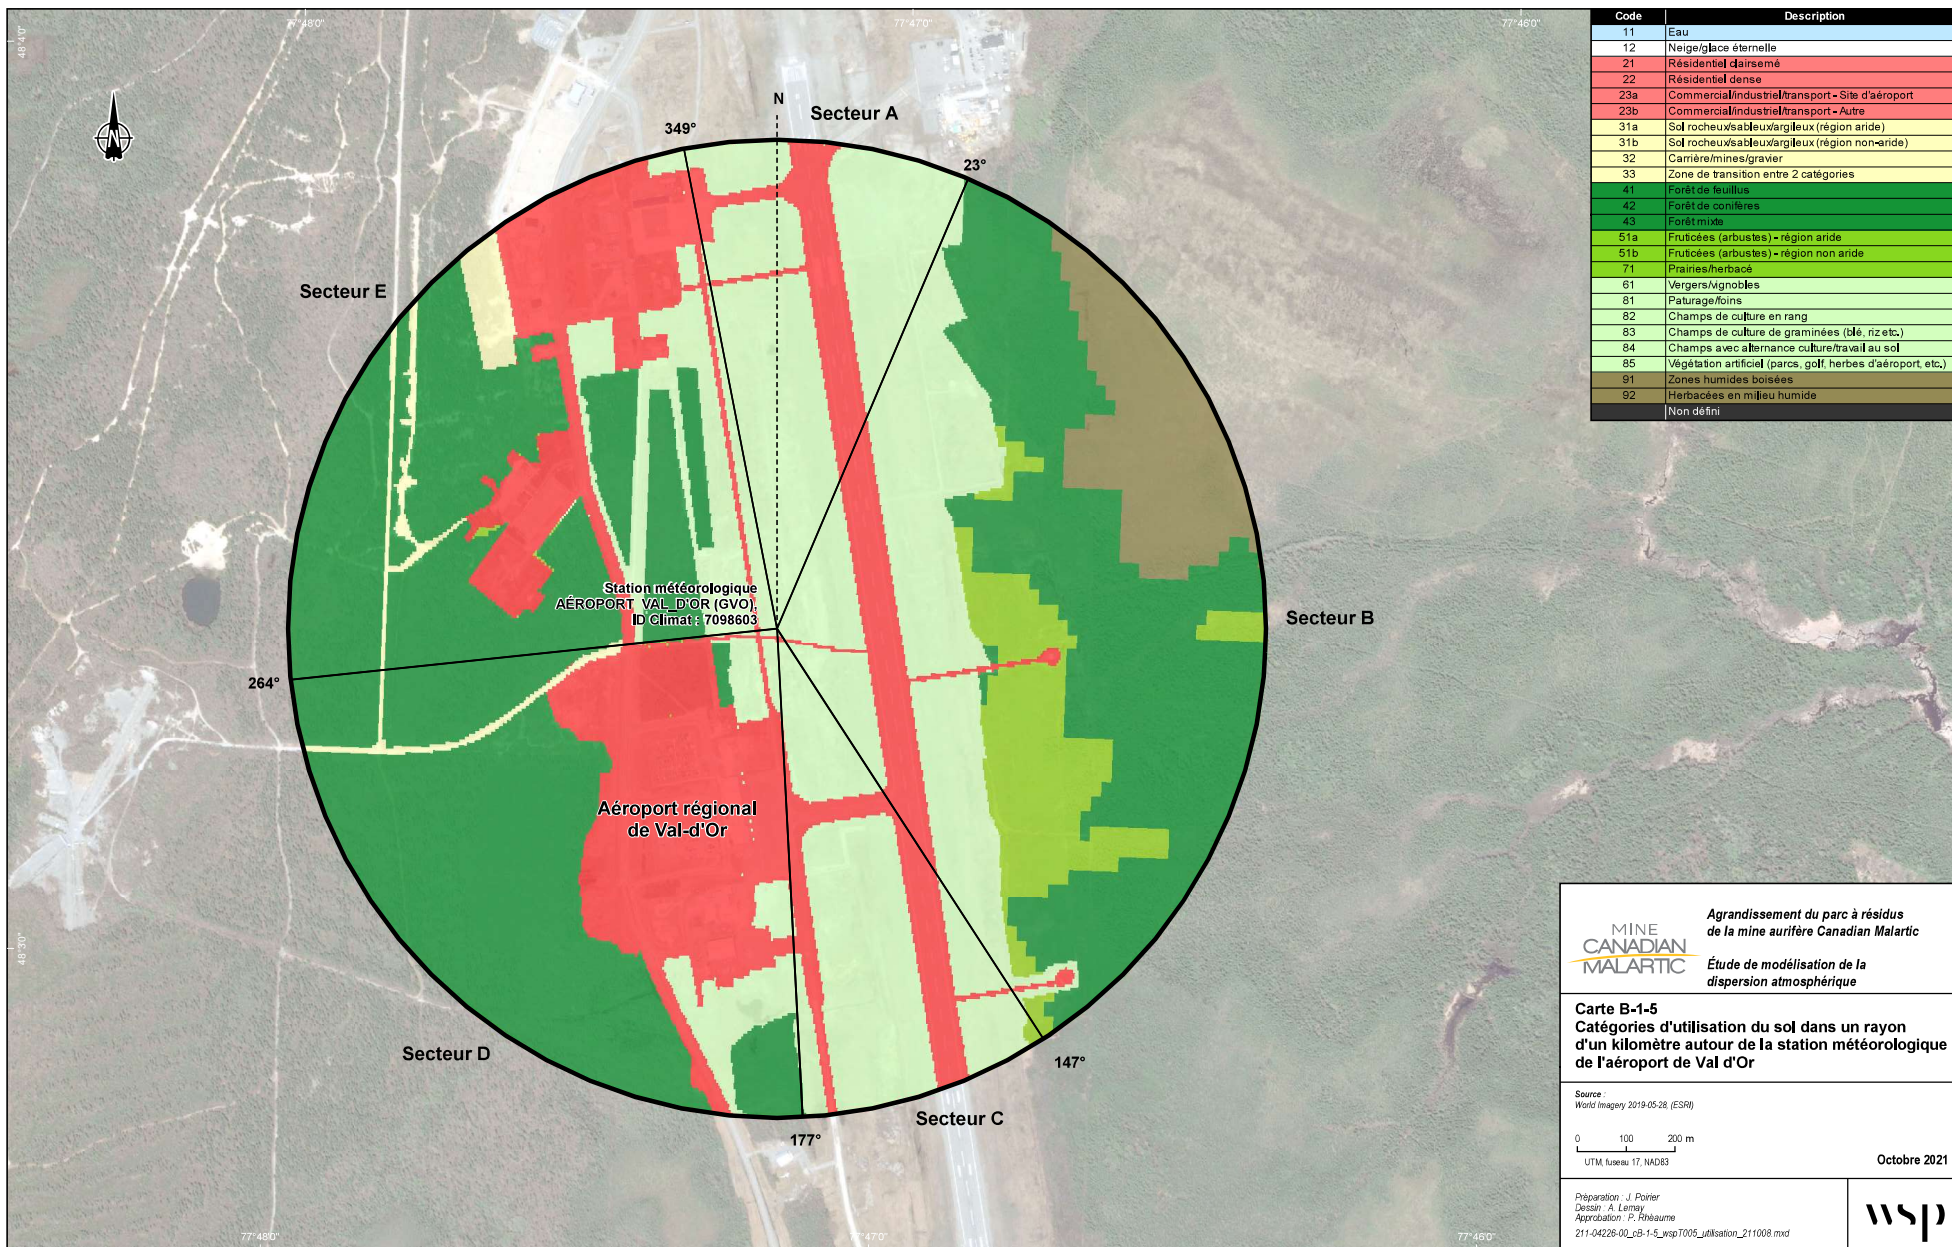 77°48'0"
77°47'0"
77°46'0"
48°4'0"
N
Secteur A
349°
23°
Secteur E
Secteur B
Station météorologique
AÉROPORT VAL_D'OR (GVO),
ID Climat : 7098603
264°
Aéroport régional
de Val-d'Or
48°3'0"
Secteur D
147°
Secteur C
177°
77°48'0"
77°47'0"
77°46'0"
Code Description
11 Eau
12 Neige/glace éternelle
21 Résidentiel clairsemé
22 Résidentiel dense
23a Commercial/industriel/transport - Site d'aéroport
23b Commercial/industriel/transport - Autre
31a Sol rocheux/sableux/argileux (région aride)
31b Sol rocheux/sableux/argileux (région non-aride)
32 Carrière/mines/gravier
33 Zone de transition entre 2 catégories
41 Forêt de feuillus
42 Forêt de conifères
43 Forêt mixte
51a Fruticées (arbustes) - région aride
51b Fruticées (arbustes) - région non aride
71 Prairies/herbacé
61 Vergers/vignobles
81 Paturage/foins
82 Champs de culture en rang
83 Champs de culture de graminées (blé, riz etc.)
84 Champs avec alternance culture/travail au sol
85 Végétation artificiel (parcs, golf, herbes d'aéroport, etc.)
91 Zones humides boisées
92 Herbacées en milieu humide
Non défini
MINE
CANADIAN
MALARTIC
Agrandissement du parc à résidus
de la mine aurifère Canadian Malartic
Étude de modélisation de la
dispersion atmosphérique
Carte B-1-5
Catégories d'utilisation du sol dans un rayon
d'un kilomètre autour de la station météorologique
de l'aéroport de Val d'Or
Source :
World Imagery 2019-05-28, (ESRI)
0 100 200 m
UTM, fuseau 17, NAD83
Octobre 2021
Préparation : J. Poirier
Dessin : A. Lemay
Approbation : P. Rhéaume
211-04226-00_cB-1-5_wspT005_utilisation_211008.mxd
wsp